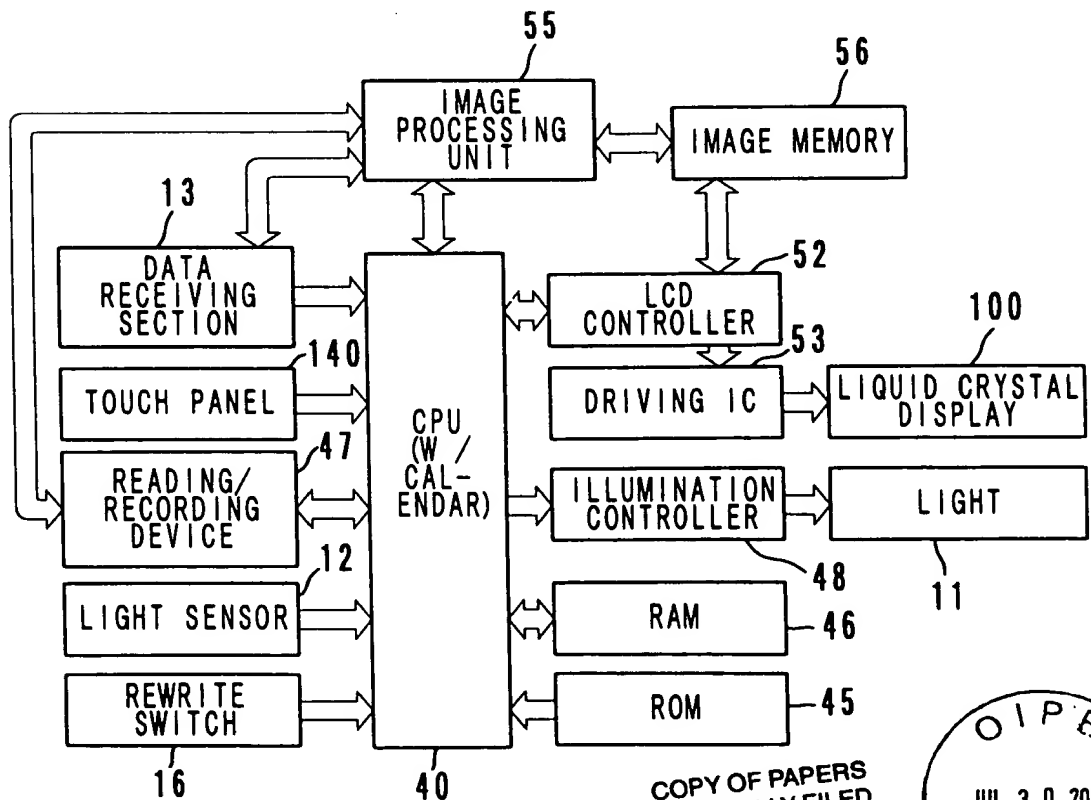 55
56
IMAGE
PROCESSING
UNIT
IMAGE MEMORY
13
DATA
RECEIVING
SECTION
52
LCD
CONTROLLER
140
53
100
TOUCH PANEL
DRIVING IC
LIQUID CRYSTAL
DISPLAY
47
CPU
(W/
CAL-
ENDAR)
READING/
RECORDING
DEVICE
ILLUMINATION
CONTROLLER
LIGHT
12
48
11
LIGHT SENSOR
RAM
46
REWRITE
SWITCH
ROM
45
16
40
COPY OF PAPERS
OIPE